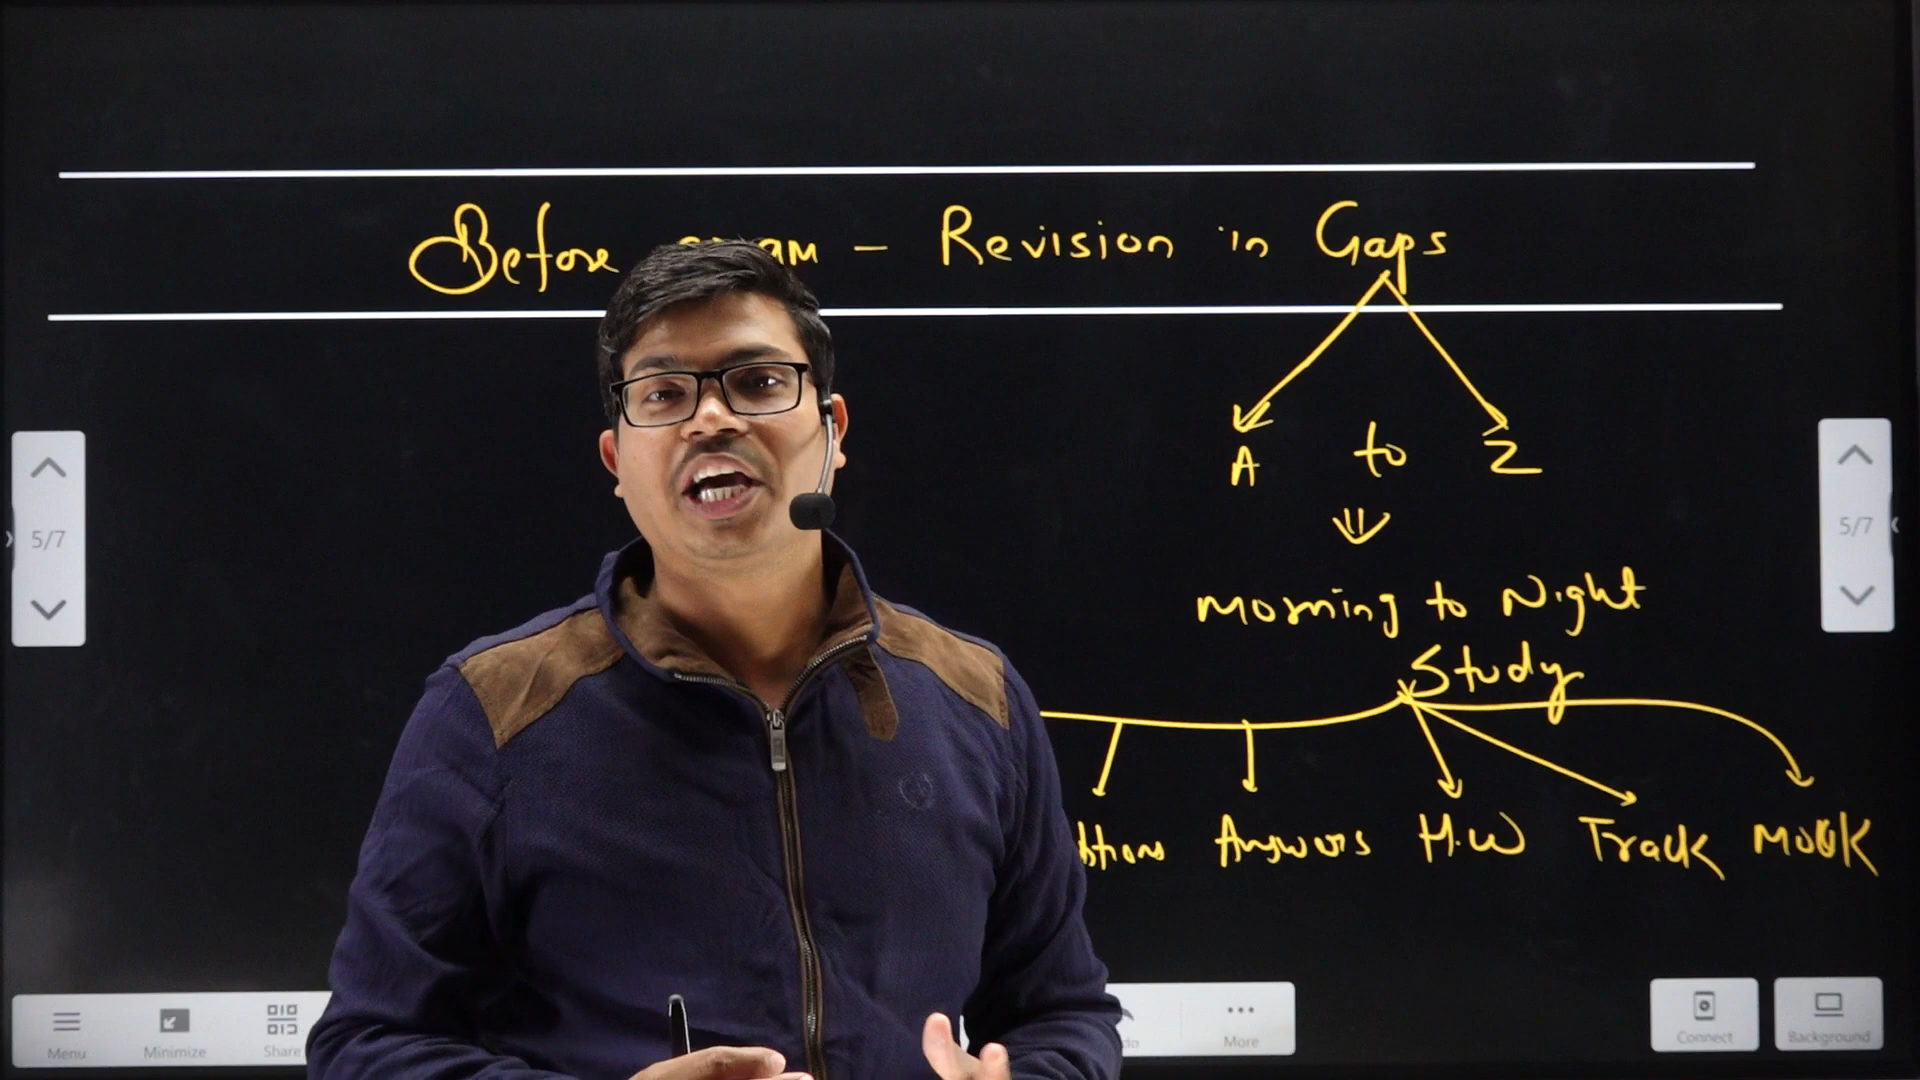 Before exam – Revision in Gaps
A to Z
Morning to Night
Study
Answers H.W Track Mock
5/7
5/7
Menu
Minimize
Share
More
Connect
Background